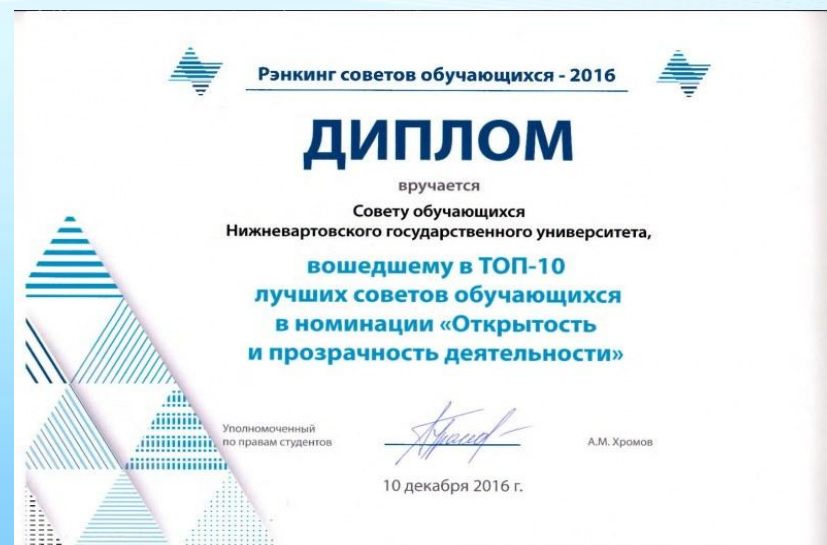 Рэнкинг советов обучающихся - 2016
ДИПЛОМ
вручается
Совету обучающихся
Нижневартовского государственного университета,
вошедшему в ТОП-10
лучших советов обучающихся
в номинации «Открытость
и прозрачность деятельности»
Уполномоченный
по правам студентов
А.М. Хромов
10 декабря 2016 г.